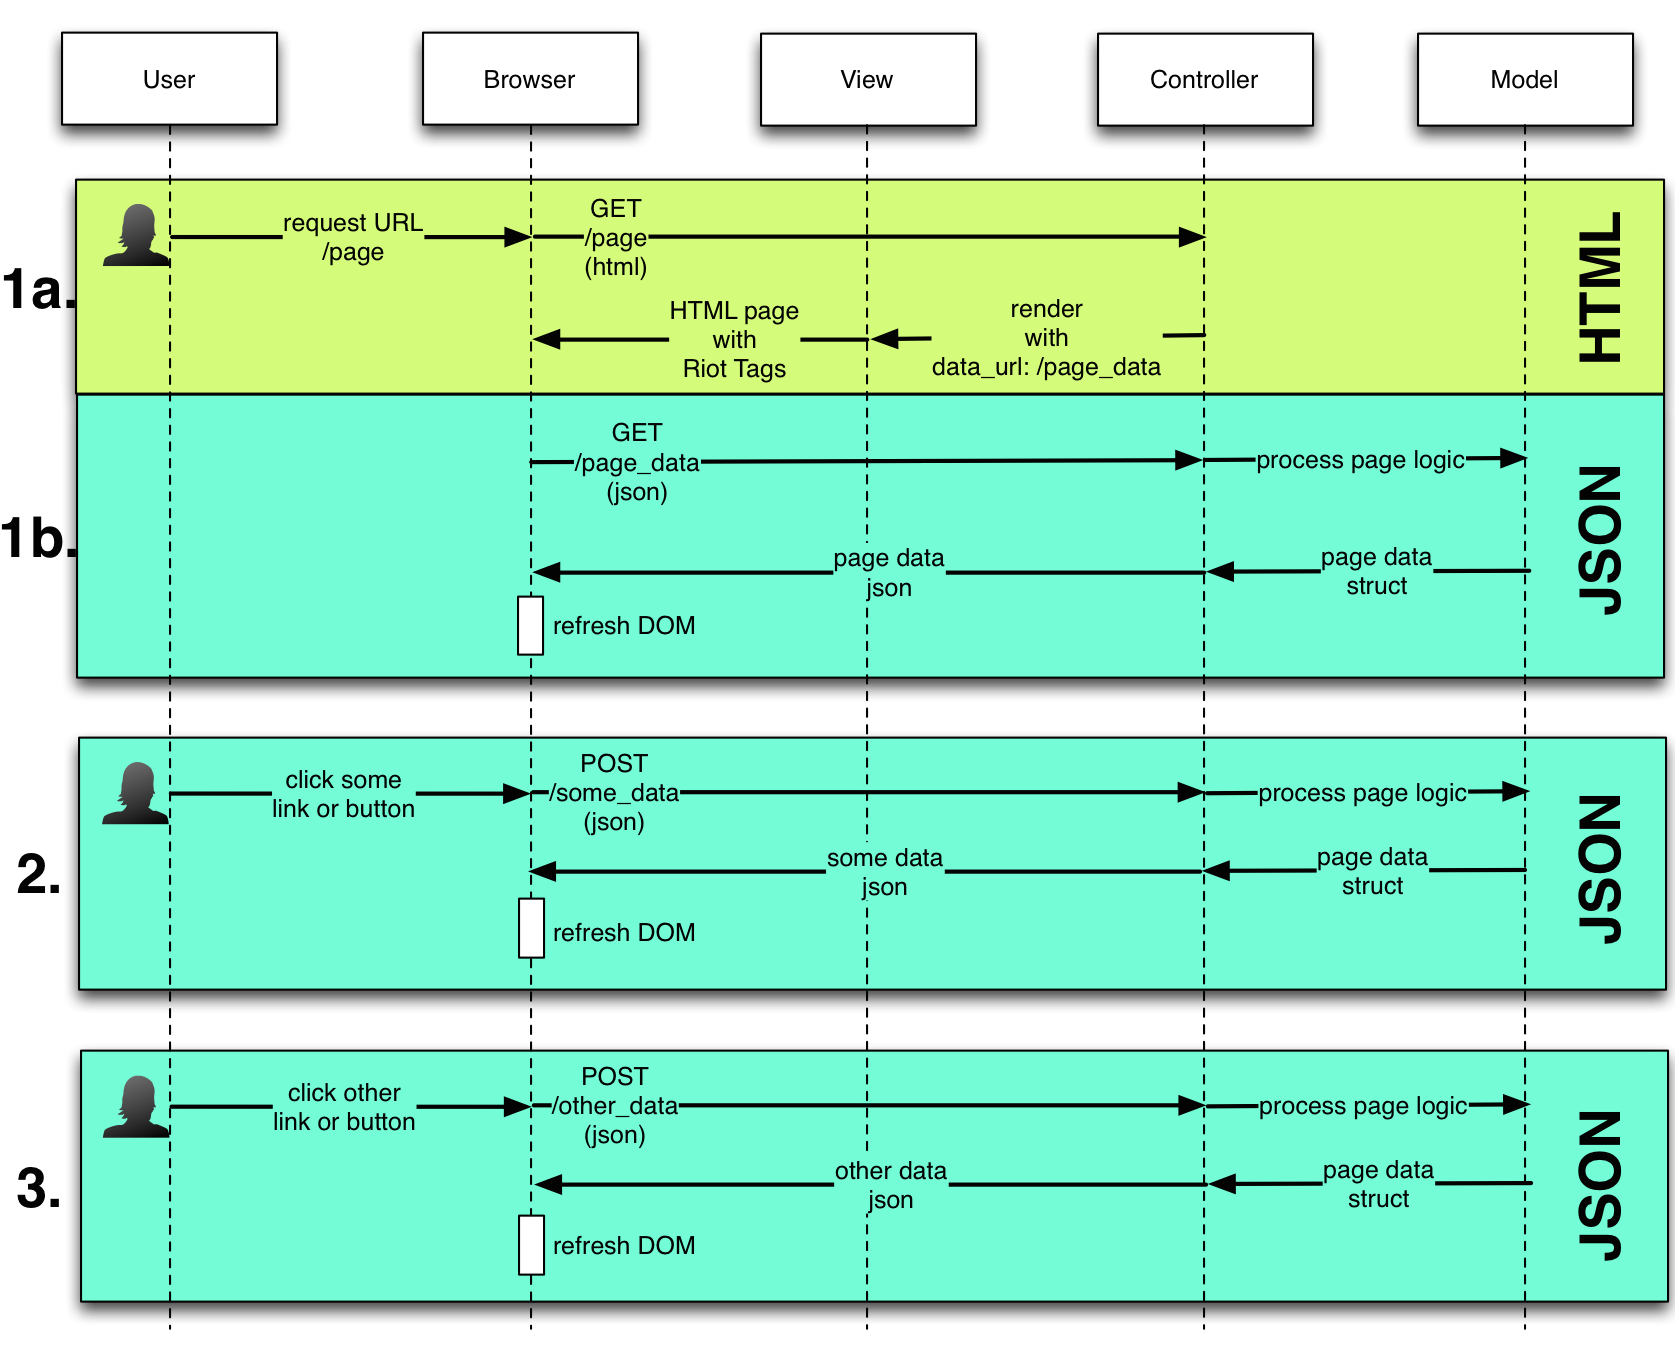 User
Browser
View
Controller
Model
1a.
request URL
/page
GET
/page
(html)
HTML page
with
Riot Tags
render
with
data_url: /page_data
HTML
1b.
GET
/page_data
(json)
process page logic
page data
json
page data
struct
refresh DOM
JSON
2.
click some
link or button
POST
/some_data
(json)
process page logic
some data
json
page data
struct
refresh DOM
JSON
3.
click other
link or button
POST
/other_data
(json)
process page logic
other data
json
page data
struct
refresh DOM
JSON